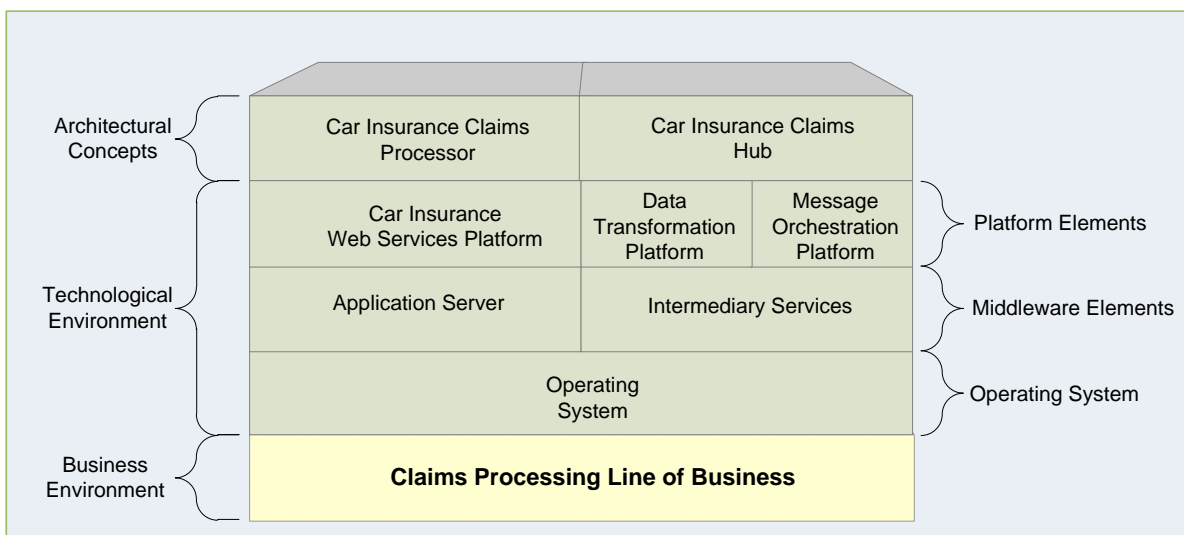 Architectural
Concepts
Car Insurance Claims
Processor
Car Insurance Claims
Hub
Technological
Environment
Car Insurance
Web Services Platform
Data
Transformation
Platform
Message
Orchestration
Platform
Platform Elements
Application Server
Intermediary Services
Middleware Elements
Operating
System
Operating System
Business
Environment
Claims Processing Line of Business